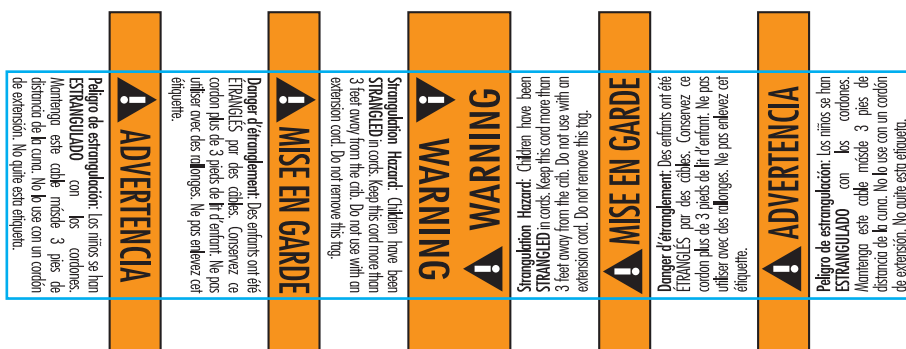 WARNING
Strangulation Hazard: Children have been
STRANGLED in cords. Keep this cord more than
3 feet away from the crib. Do not use with an
extension cord. Do not remove this tag.
MISE EN GARDE
Danger d'étranglement: Des enfants ont été
ÉTRANGLÉS par des câbles. Conservez ce
cordon plus de 3 pieds de lit d'enfant. Ne pas
utiliser avec des rallonges. Ne pas enlevez cet
étiquette.
ADVERTENCIA
Peligro de estrangulación: Los niños se han
ESTRANGULADO con los cordones.
Mantenga este cable másde 3 pies de
distancia de la cuna. No lo use con un cordón
de extensión. No quite esta etiqueta.
WARNING
Strangulation Hazard: Children have been
STRANGLED in cords. Keep this cord more than
3 feet away from the crib. Do not use with an
extension cord. Do not remove this tag.
MISE EN GARDE
Danger d'étranglement: Des enfants ont été
ÉTRANGLÉS par des câbles. Conservez ce
cordon plus de 3 pieds de lit d'enfant. Ne pas
utiliser avec des rallonges. Ne pas enlevez cet
étiquette.
ADVERTENCIA
Peligro de estrangulación: Los niños se han
ESTRANGULADO con los cordones.
Mantenga este cable másde 3 pies de
distancia de la cuna. No lo use con un cordón
de extensión. No quite esta etiqueta.